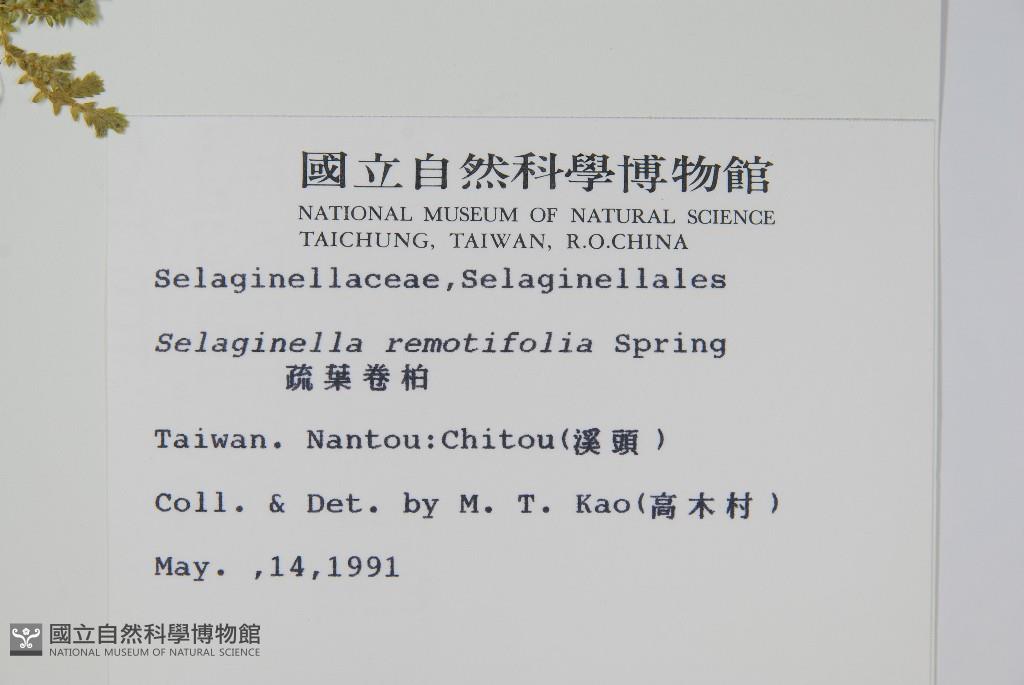 國立自然科學博物館
NATIONAL MUSEUM OF NATURAL SCIENCE
TAICHUNG, TAIWAN, R.O.CHINA
Selaginellaceae,Selaginellales
Selaginella remotifolia Spring
疏葉卷柏
Taiwan. Nantou:Chitou(溪頭)
Coll. & Det. by M. T. Kao(高木村)
May. ,14,1991
國立自然科學博物館
NATIONAL MUSEUM OF NATURAL SCIENCE